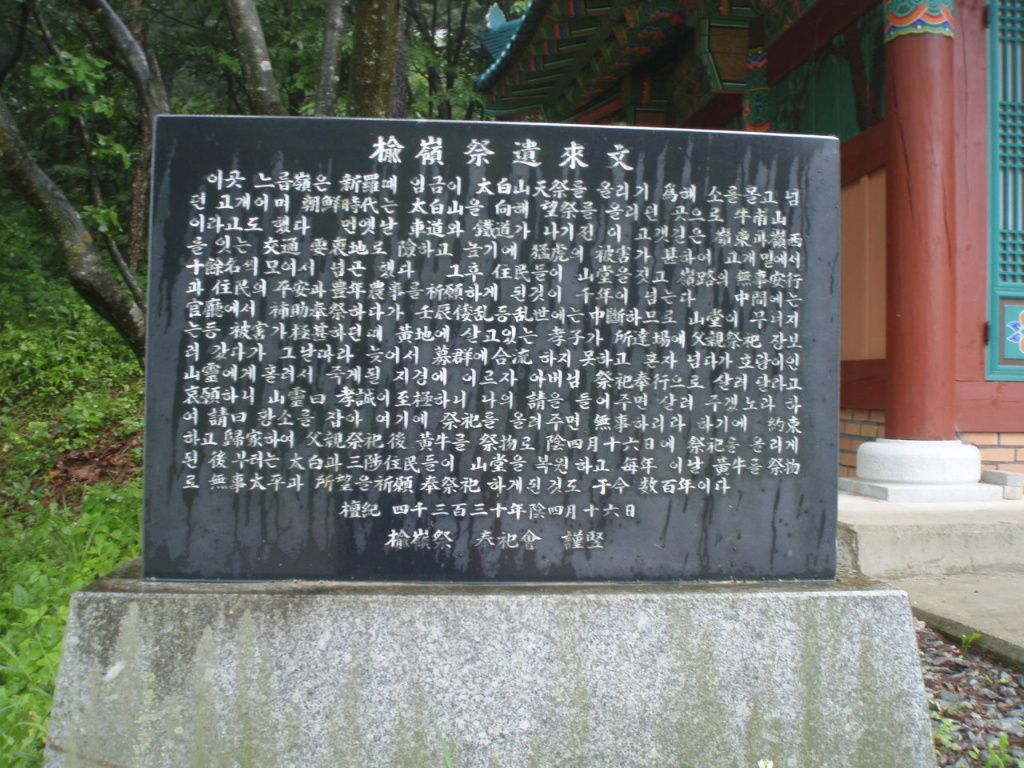 楡嶺祭遺來文
이곳 느릅嶺은 新羅때 임금이 太白山天祭를 올리기 爲해 소를몰고 넘
던 고개이며 朝鮮時代는 太白山을 向해 望祭를 올리던 곳으로 牛甫山
이라고도 했다 먼옛날 車道와 鐵道가 나기전 이 고갯길은 嶺東과嶺西
를 잇는 交通 要衷地로 險하고 높기에 猛虎의 被害가 甚하여 고개밑에서
十餘名씩모여서 넘곤 했다 그후 住民들이 山堂을짓고 嶺路의 無事安行
과 住民의 平安과豊年農事를祈願하게 된것이 千年이 넘는다 中間에는
官廳에서 補助奉祭하다가 壬辰倭乱등乱世에는中斷하므로 山堂이 무너지
는등 被害가極甚하던때 黃地에 살고있는 孝子가 所達場에父親祭祀 장보
러 갔다가 그날따라 늦어서 墓群에合流 하지못하고 혼자 넘다가호랑이인
山靈에게 홀려서 죽게될 지경에 이르자 아버님 祭祀奉行으로 살려달라고
哀願하니 山靈曰 孝誠이至極하니 나의 請을 들어주면 살려 주겠노라 하
여 請曰 황소를 잡아 여기에 祭祀를 올려주면 無事하리라 하기에 約束
하고 歸家하여 父親祭祀後 黃牛를 祭物로 陰四月十六日에 祭祀를 올리게
된 後부터는 太白과三陟住民들이 山堂을복원하고 每年 이날 黃牛를祭物
로 無事太平과 所望을祈願 奉祭祀 하게된것도 于今 數百年이다
檀紀 四千三百三十年陰四月十六日
楡嶺祭 奉祀會 謹竪